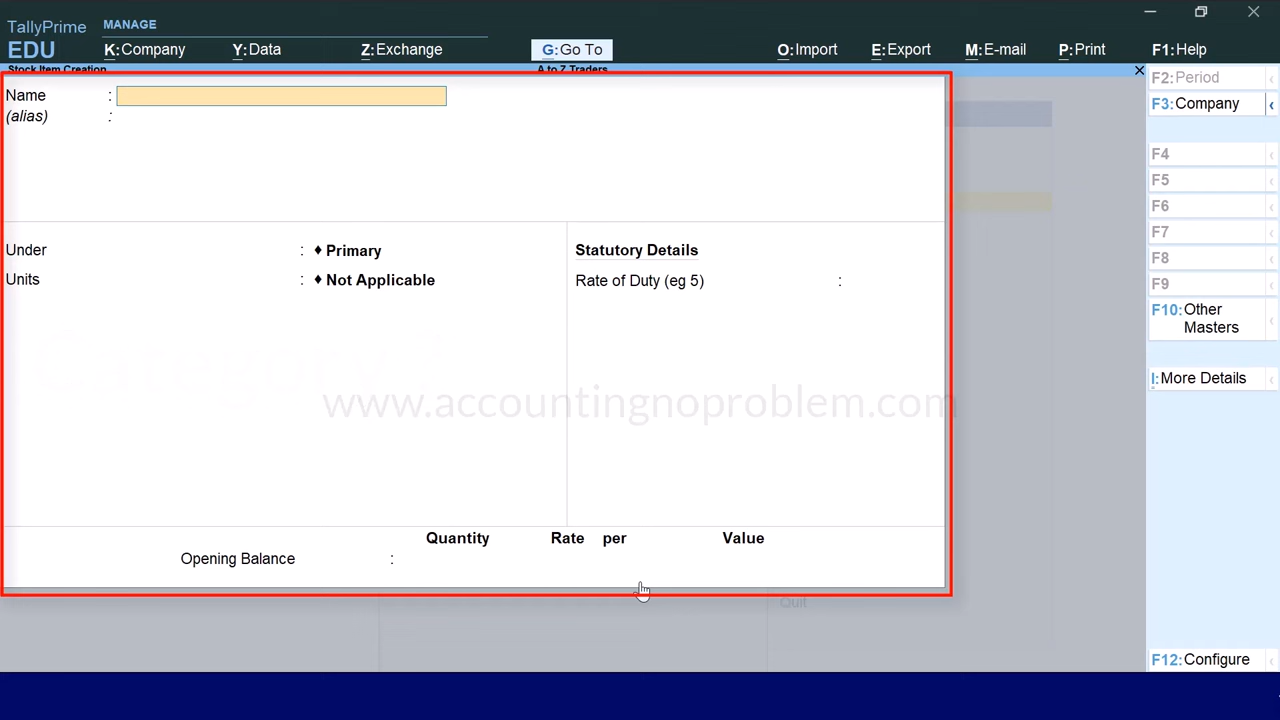 TallyPrime MANAGE
EDU K:Company Y:Data Z:Exchange G:Go To O:Import E:Export M:E-mail P:Print F1:Help
Stock Item Creation A to Z Traders
Name :
(alias) :
Under : ♦ Primary
Units : ♦ Not Applicable
Statutory Details
Rate of Duty (eg 5) :
Category ?
www.accountingnoproblem.com
Quantity Rate per Value
Opening Balance :
Quit
F2:Period
F3:Company
F4
F5
F6
F7
F8
F9
F10:Other
Masters
I:More Details
F12:Configure